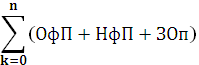 n
∑(ОфП + НфП + ЗОп)
k=0